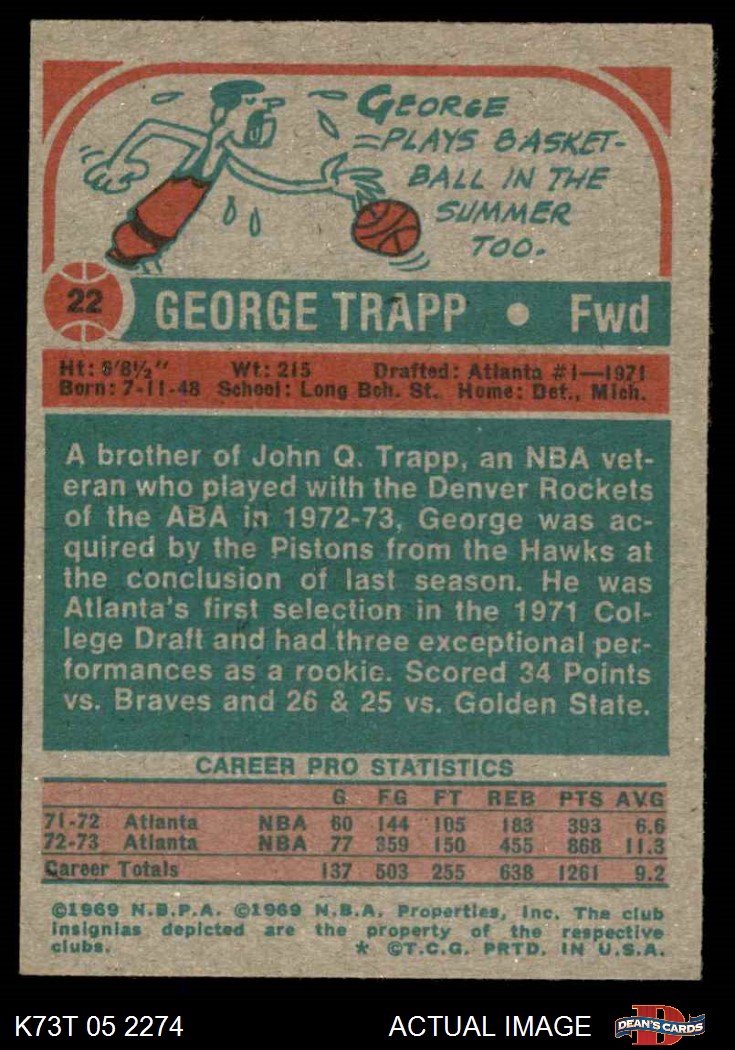 GEORGE
PLAYS BASKET-
BALL IN THE
SUMMER
TOO.
22 GEORGE TRAPP • Fwd
Ht: 6'8½" Wt: 215 Drafted: Atlanta #1—1971
Born: 7-11-48 School: Long Bch. St. Home: Det., Mich.
A brother of John Q. Trapp, an NBA vet-
eran who played with the Denver Rockets
of the ABA in 1972-73, George was ac-
quired by the Pistons from the Hawks at
the conclusion of last season. He was
Atlanta's first selection in the 1971 Col-
lege Draft and had three exceptional per-
formances as a rookie. Scored 34 Points
vs. Braves and 26 & 25 vs. Golden State.
CAREER PRO STATISTICS
G FG FT REB PTS AVG
71-72 Atlanta NBA 60 144 105 183 393 6.6
72-73 Atlanta NBA 77 359 150 455 868 11.3
Career Totals 137 503 255 638 1261 9.2
©1969 N.B.P.A. ©1969 N.B.A. Properties, Inc. The club
insignias depicted are the property of the respective
clubs. * ©T.C.G. PRTD. IN U.S.A.
K73T 05 2274 ACTUAL IMAGE D DEAN'S CARDS